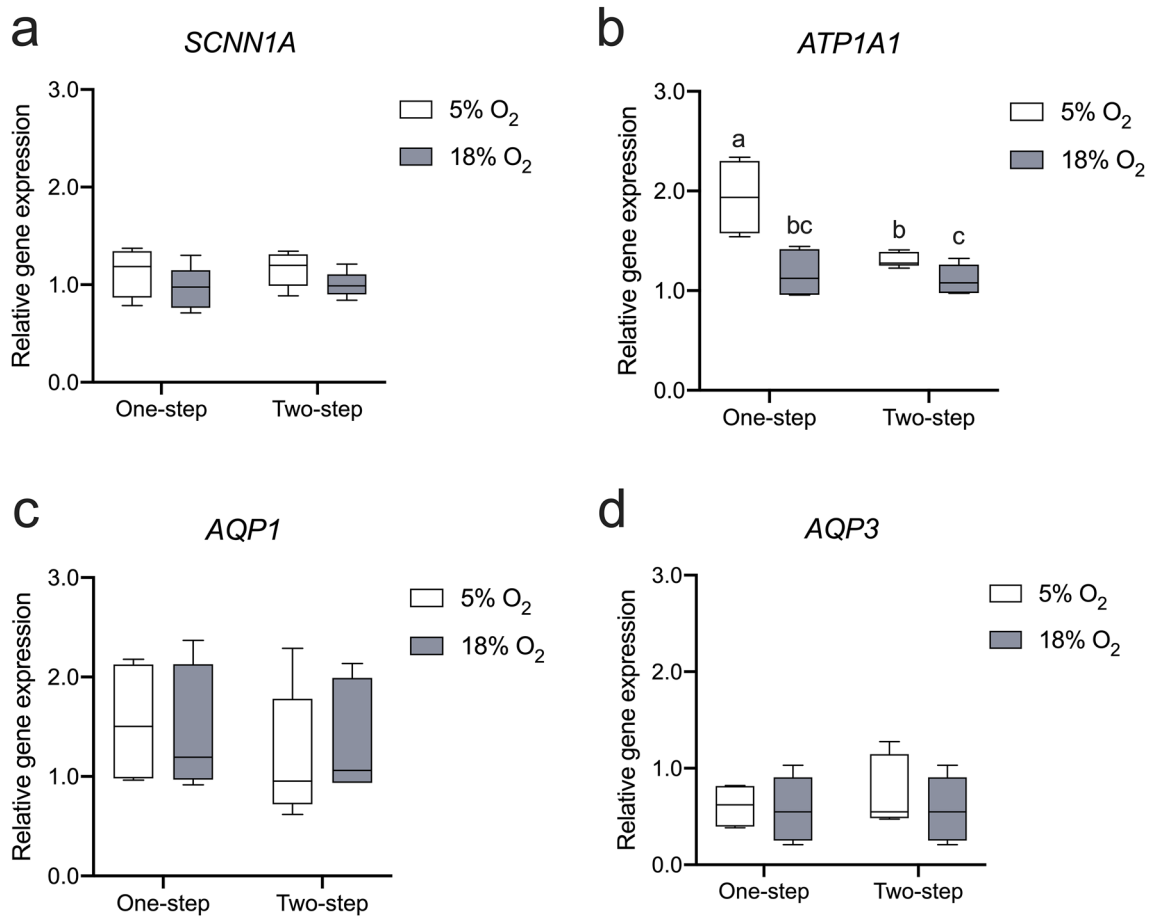 a
SCNN1A
Relative gene expression
3.0
2.0
1.0
0.0
One-step
Two-step
5% O2
18% O2
b
ATP1A1
Relative gene expression
3.0
2.0
1.0
0.0
a
bc
b
c
One-step
Two-step
5% O2
18% O2
c
AQP1
Relative gene expression
3.0
2.0
1.0
0.0
One-step
Two-step
5% O2
18% O2
d
AQP3
Relative gene expression
3.0
2.0
1.0
0.0
One-step
Two-step
5% O2
18% O2